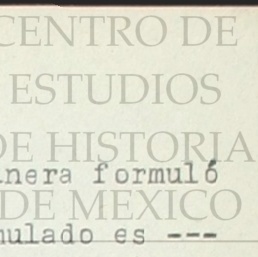 CENTRO DE
ESTUDIOS
DE HISTORIA
nera formuló
DE MEXICO
mulado es ---